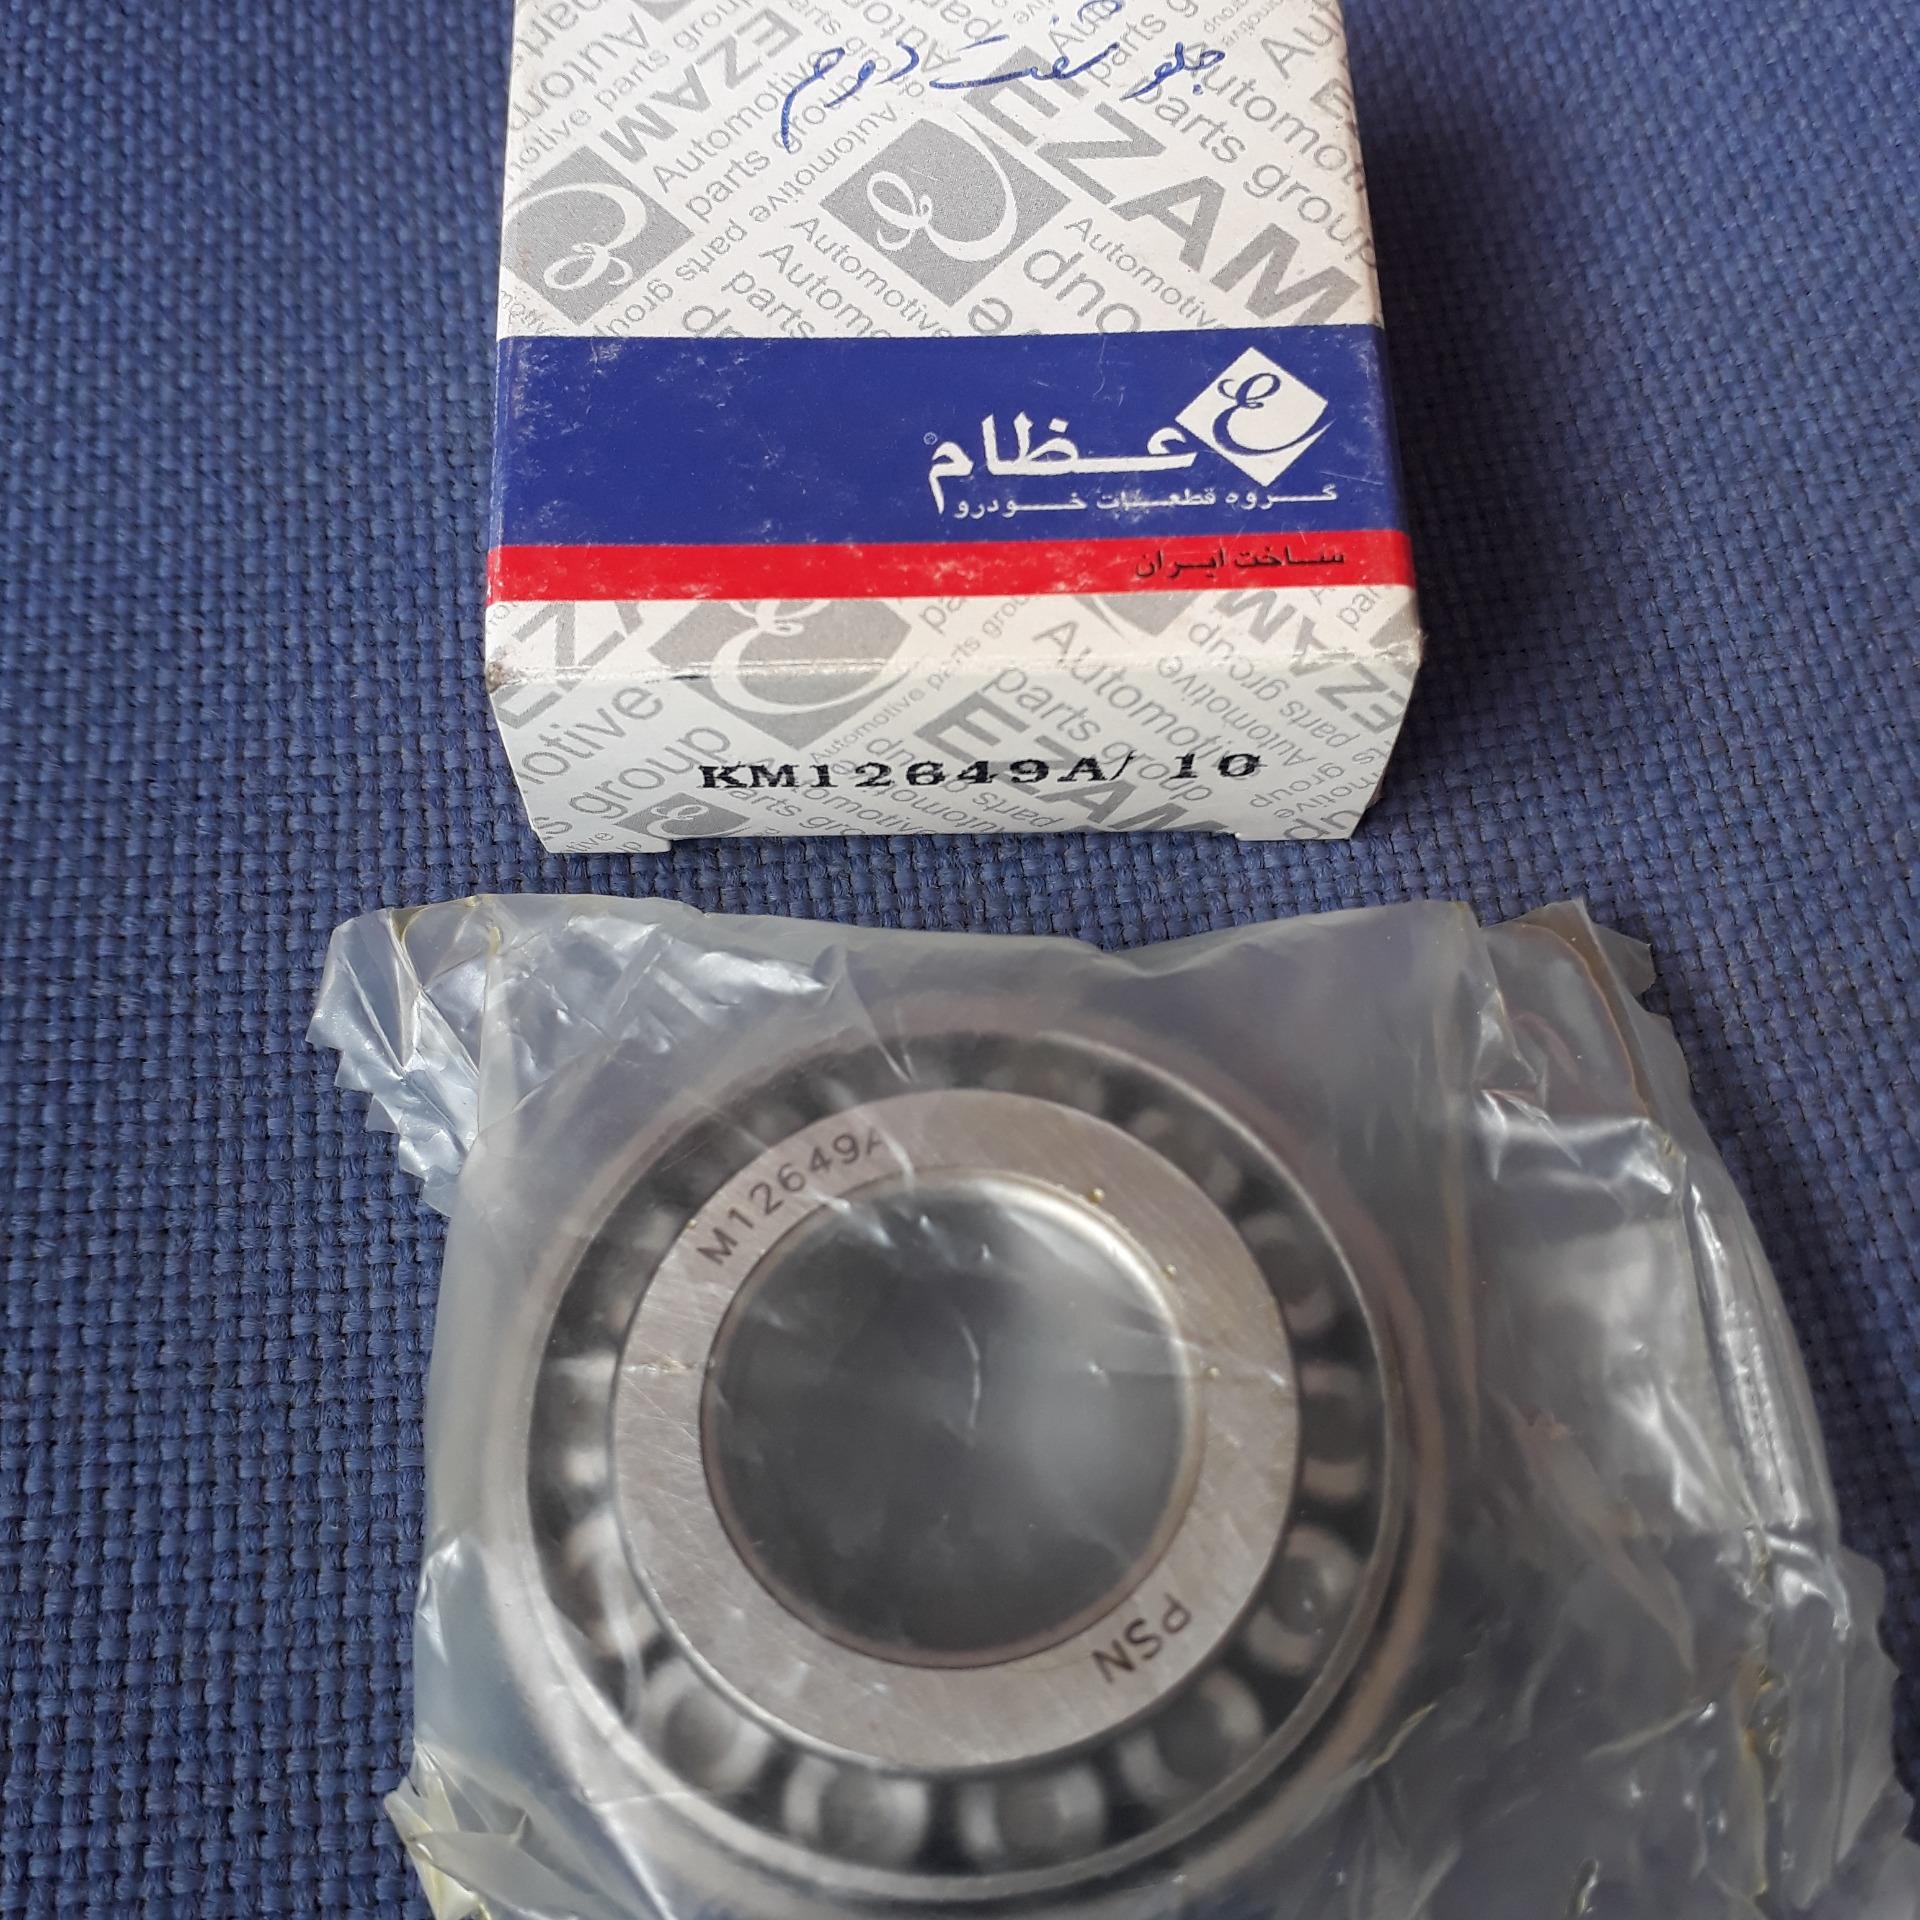 جلو شفت دوم
EZAM
Automotive
parts group
عظام
گروه قطعات خودرو
ساخت ایران
KM12649A/ 10
M12649A
PSN